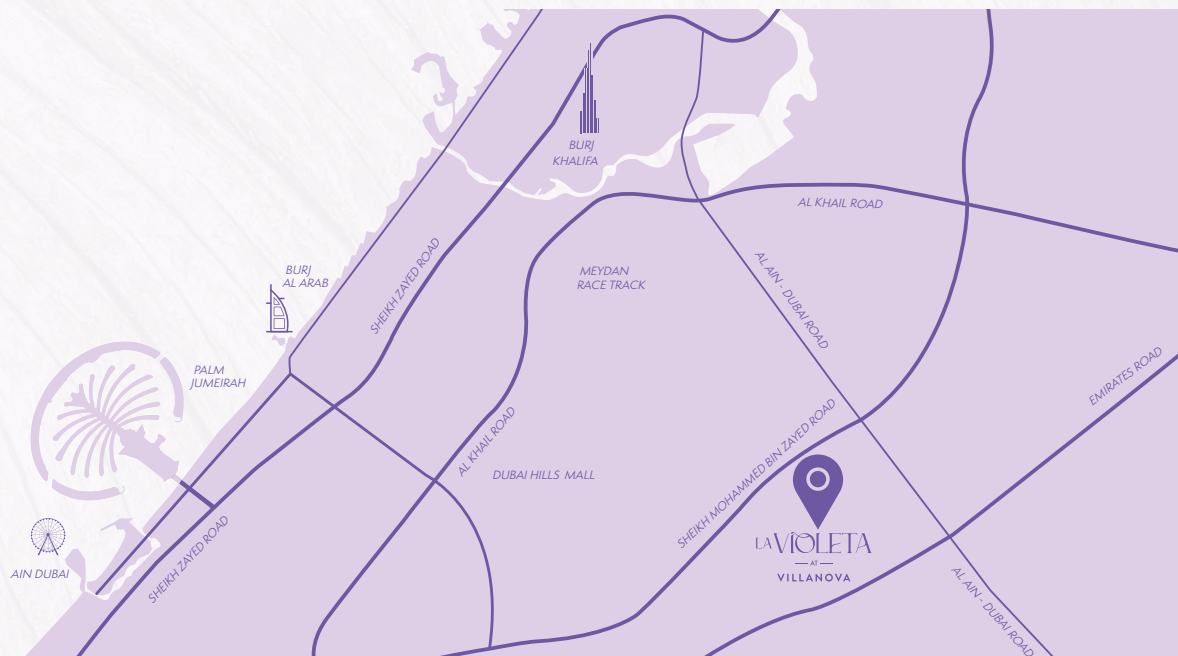 BURJ
KHALIFA
AL KHAIL ROAD
SHEIKH ZAYED ROAD
MEYDAN
RACE TRACK
AL AIN - DUBAI ROAD
BURJ
AL ARAB
PALM
JUMEIRAH
EMIRATES ROAD
AL KHAIL ROAD
DUBAI HILLS MALL
SHEIKH MOHAMMED BIN ZAYED ROAD
LA VIOLETA
AT
VILLANOVA
AIN DUBAI
SHEIKH ZAYED ROAD
AL AIN - DUBAI ROAD